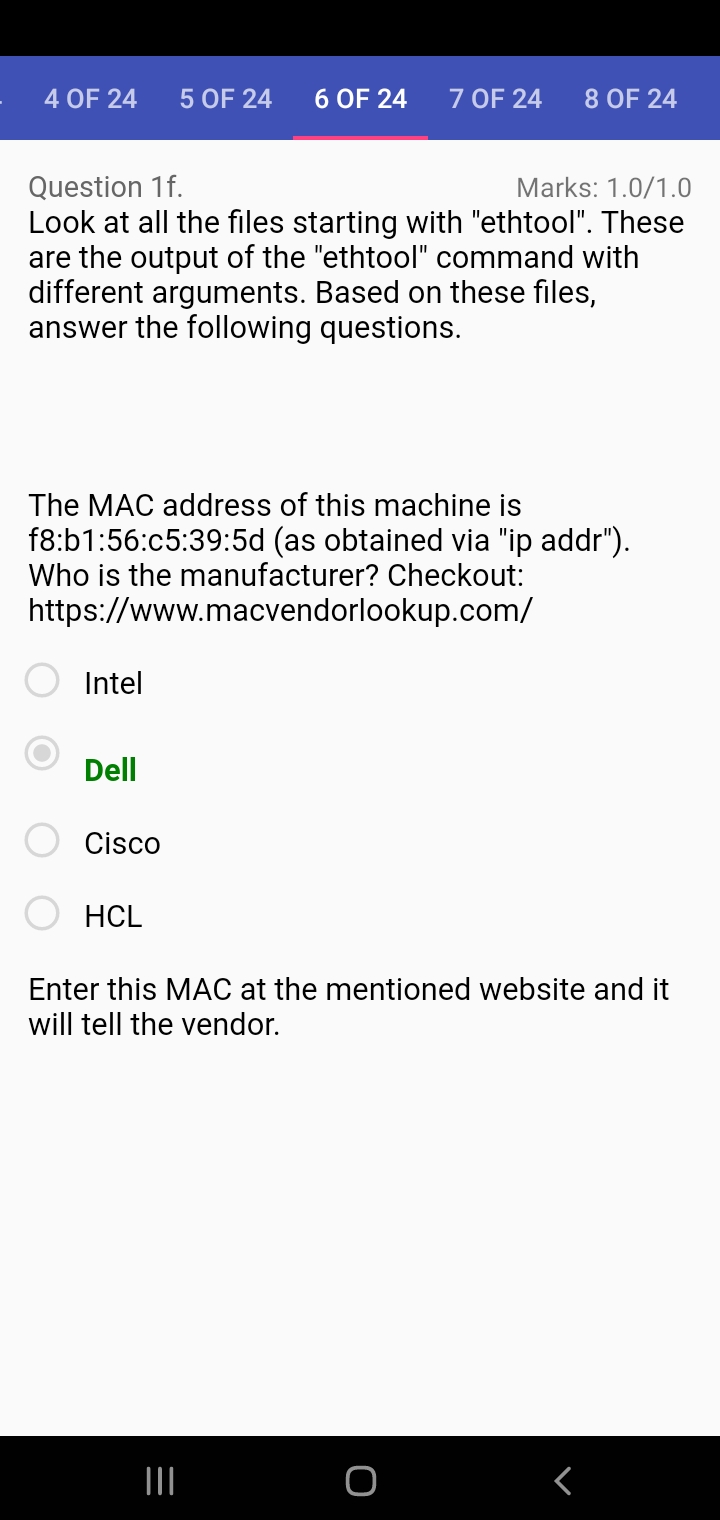 4 OF 24 5 OF 24 6 OF 24 7 OF 24 8 OF 24
Question 1f. Marks: 1.0/1.0
Look at all the files starting with "ethtool". These
are the output of the "ethtool" command with
different arguments. Based on these files,
answer the following questions.
The MAC address of this machine is
f8:b1:56:c5:39:5d (as obtained via "ip addr").
Who is the manufacturer? Checkout:
https://www.macvendorlookup.com/
Intel
Dell
Cisco
HCL
Enter this MAC at the mentioned website and it
will tell the vendor.